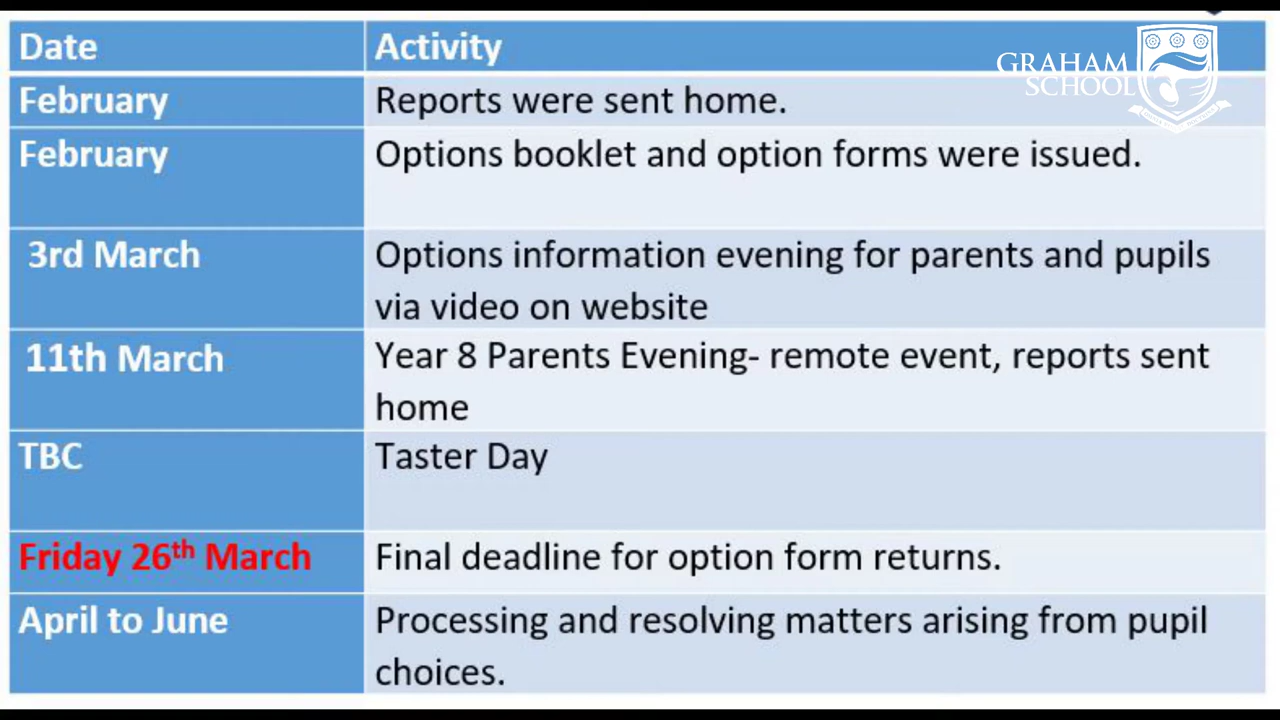 Date Activity
GRAHAM
SCHOOL
February Reports were sent home.
February Options booklet and option forms were issued.
3rd March Options information evening for parents and pupils
via video on website
11th March Year 8 Parents Evening- remote event, reports sent
home
TBC Taster Day
Friday 26th March Final deadline for option form returns.
April to June Processing and resolving matters arising from pupil
choices.